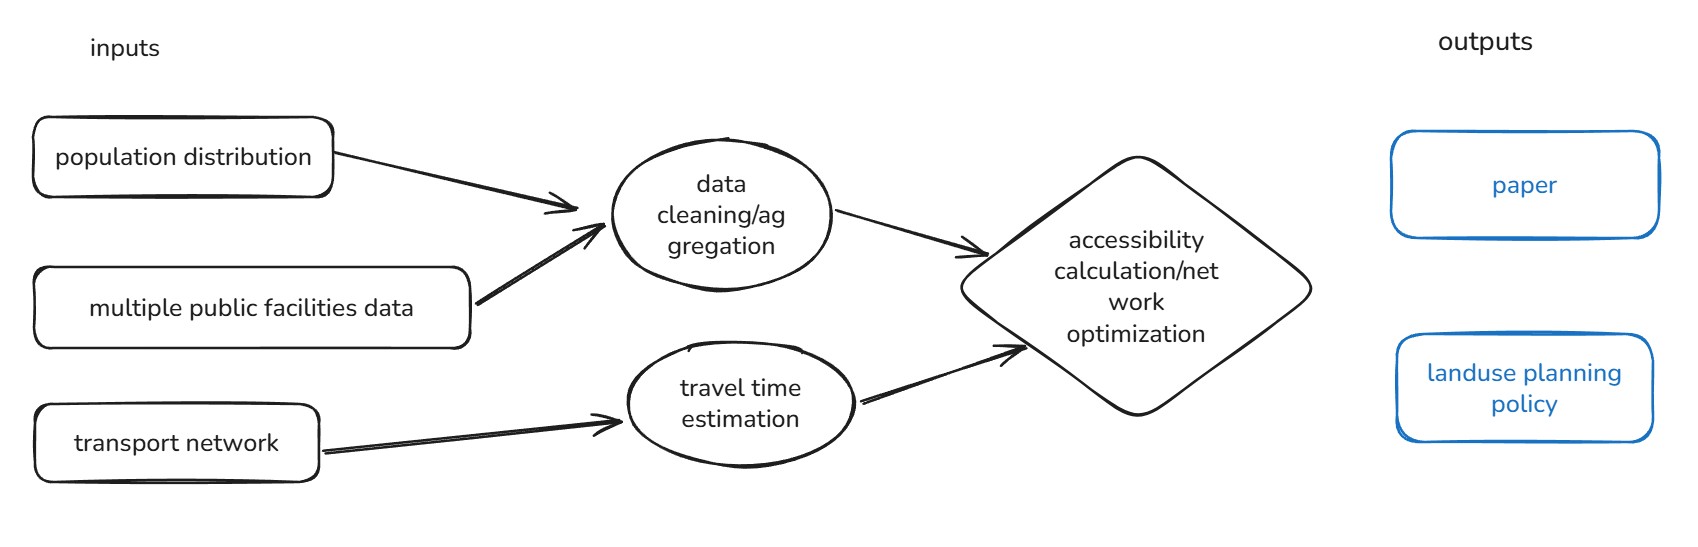 inputs
outputs
population distribution
multiple public facilities data
transport network
data
cleaning/ag
gregation
travel time
estimation
accessibility
calculation/net
work
optimization
paper
landuse planning
policy